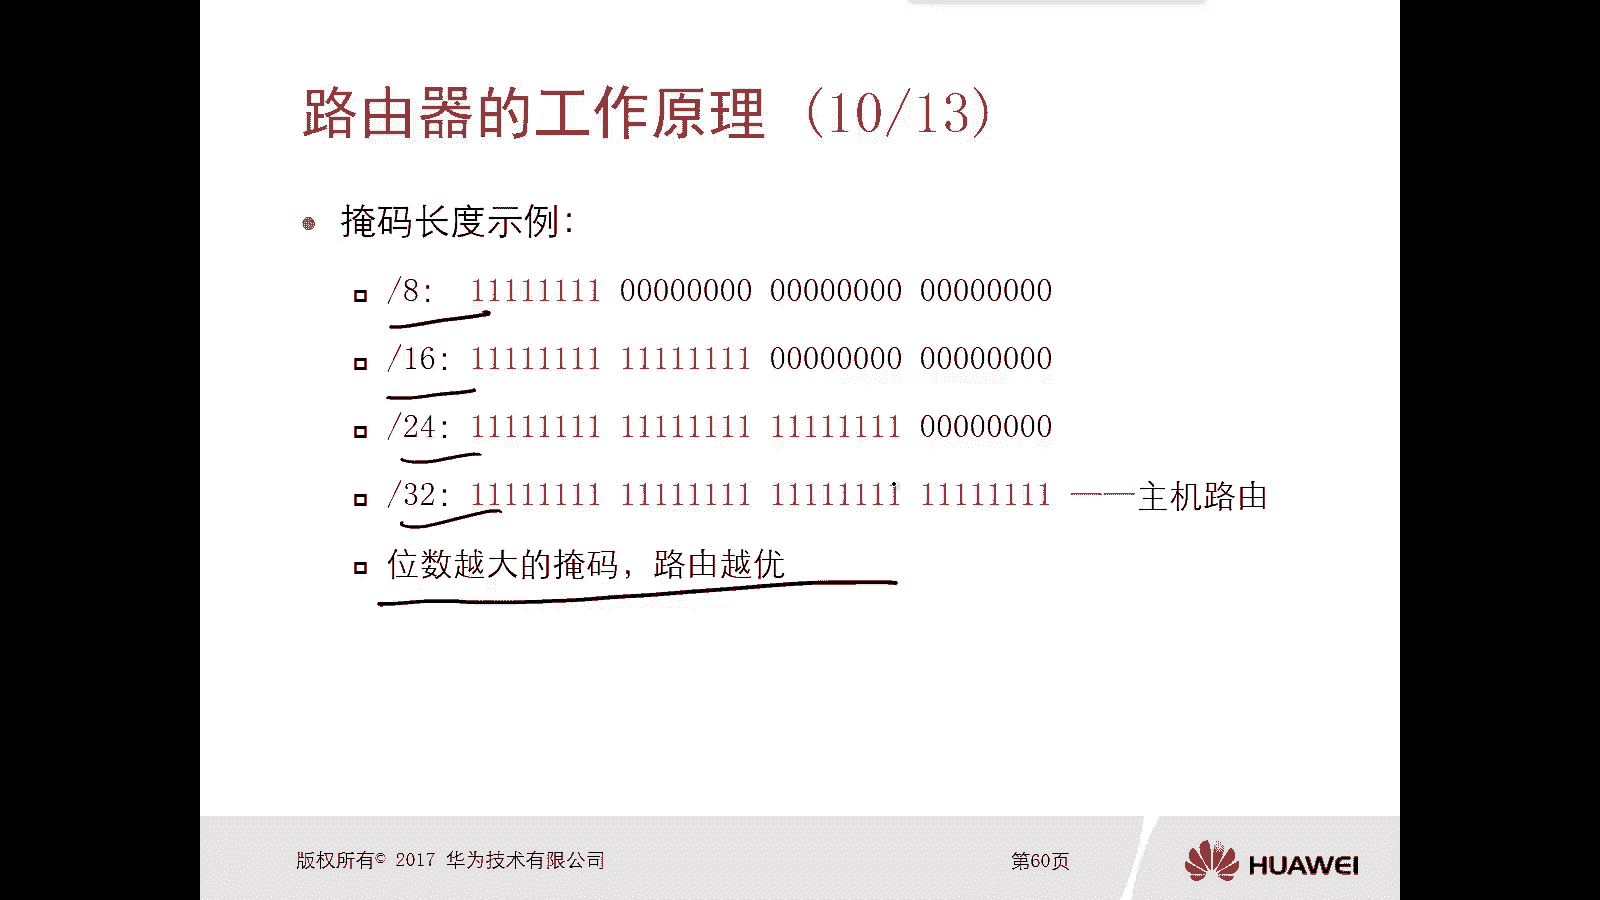 路由器的工作原理 (10/13)
掩码长度示例：
/8： 11111111 00000000 00000000 00000000
/16：11111111 11111111 00000000 00000000
/24：11111111 11111111 11111111 00000000
/32：11111111 11111111 11111111 11111111 ——主机路由
位数越大的掩码，路由越优
版权所有© 2017 华为技术有限公司
第60页
HUAWEI